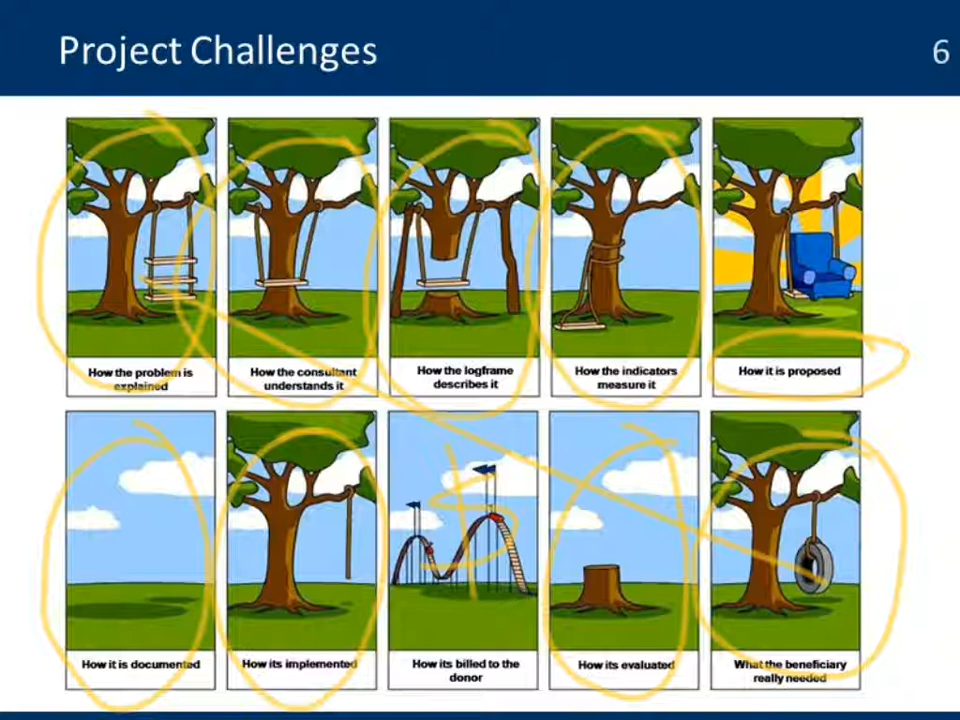 Project Challenges
6
How the problem is
explained
How the consultant
understands it
How the logframe
describes it
How the indicators
measure it
How it is proposed
How it is documented
How its implemented
How its billed to the
donor
$
How its evaluated
What the beneficiary
really needed